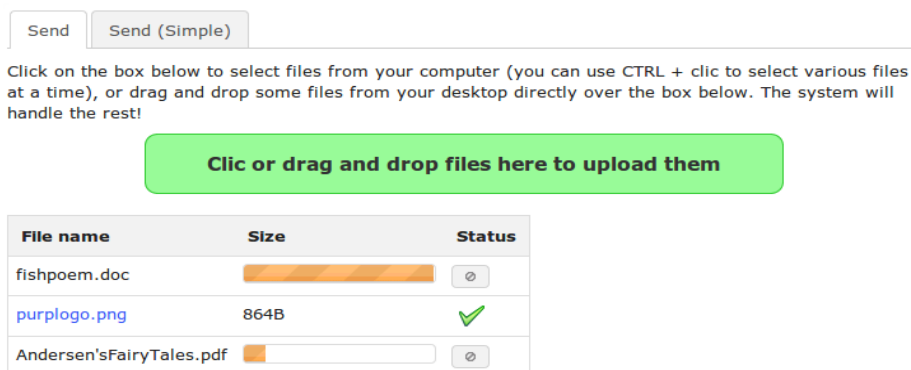 Send Send (Simple)
Click on the box below to select files from your computer (you can use CTRL + clic to select various files
at a time), or drag and drop some files from your desktop directly over the box below. The system will
handle the rest!
Clic or drag and drop files here to upload them
File name Size Status
fishpoem.doc
purplogo.png 864B
Andersen'sFairyTales.pdf